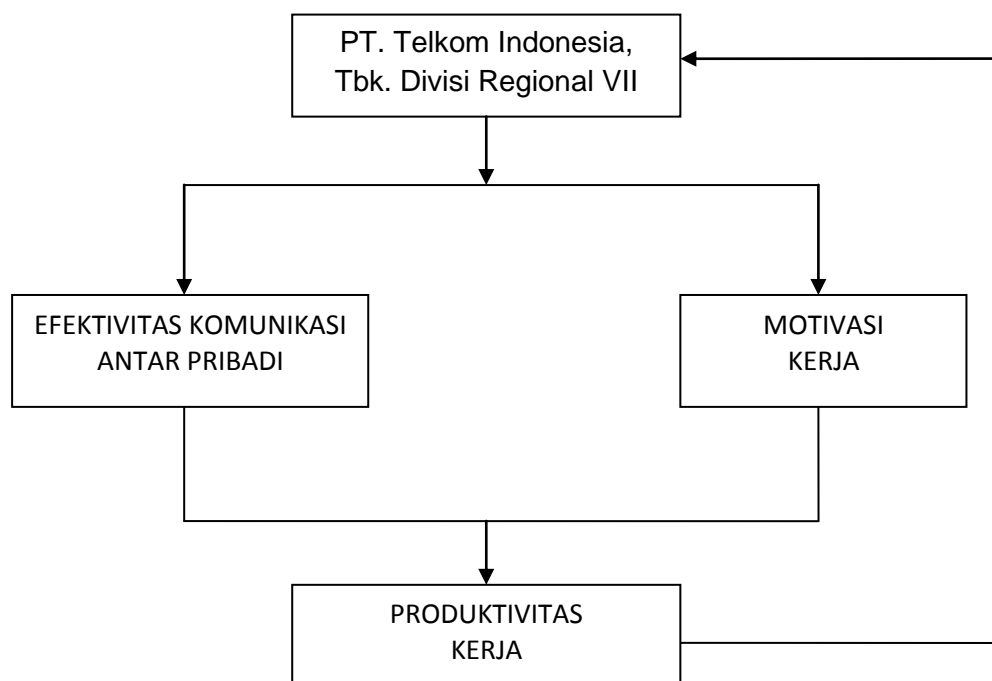 PT. Telkom Indonesia,
Tbk. Divisi Regional VII
EFEKTIVITAS KOMUNIKASI
ANTAR PRIBADI
MOTIVASI
KERJA
PRODUKTIVITAS
KERJA